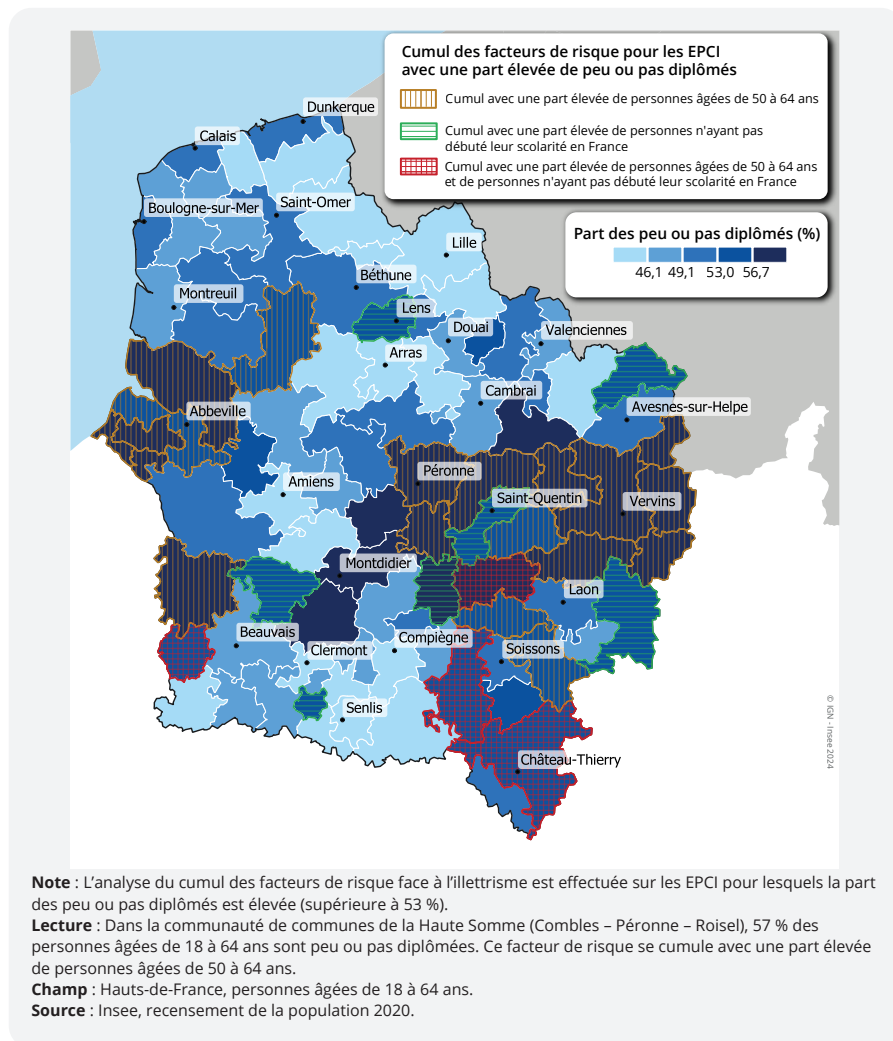 Cumul des facteurs de risque pour les EPCI
avec une part élevée de peu ou pas diplômés
Cumul avec une part élevée de personnes âgées de 50 à 64 ans
Cumul avec une part élevée de personnes n'ayant pas
débuté leur scolarité en France
Cumul avec une part élevée de personnes âgées de 50 à 64 ans
et de personnes n'ayant pas débuté leur scolarité en France
Part des peu ou pas diplômés (%)
46,1 49,1 53,0 56,7
Dunkerque
Calais
Boulogne-sur-Mer
Saint-Omer
Lille
Béthune
Montreuil
Lens
Douai
Valenciennes
Arras
Cambrai
Avesnes-sur-Helpe
Abbeville
Péronne
Amiens
Saint-Quentin
Vervins
Montdidier
Laon
Beauvais
Compiègne
Clermont
Soissons
Senlis
Château-Thierry
© IGN - Insee 2024
Note : L'analyse du cumul des facteurs de risque face à l'illettrisme est effectuée sur les EPCI pour lesquels la part
des peu ou pas diplômés est élevée (supérieure à 53 %).
Lecture : Dans la communauté de communes de la Haute Somme (Combles – Péronne – Roisel), 57 % des
personnes âgées de 18 à 64 ans sont peu ou pas diplômées. Ce facteur de risque se cumule avec une part élevée
de personnes âgées de 50 à 64 ans.
Champ : Hauts-de-France, personnes âgées de 18 à 64 ans.
Source : Insee, recensement de la population 2020.